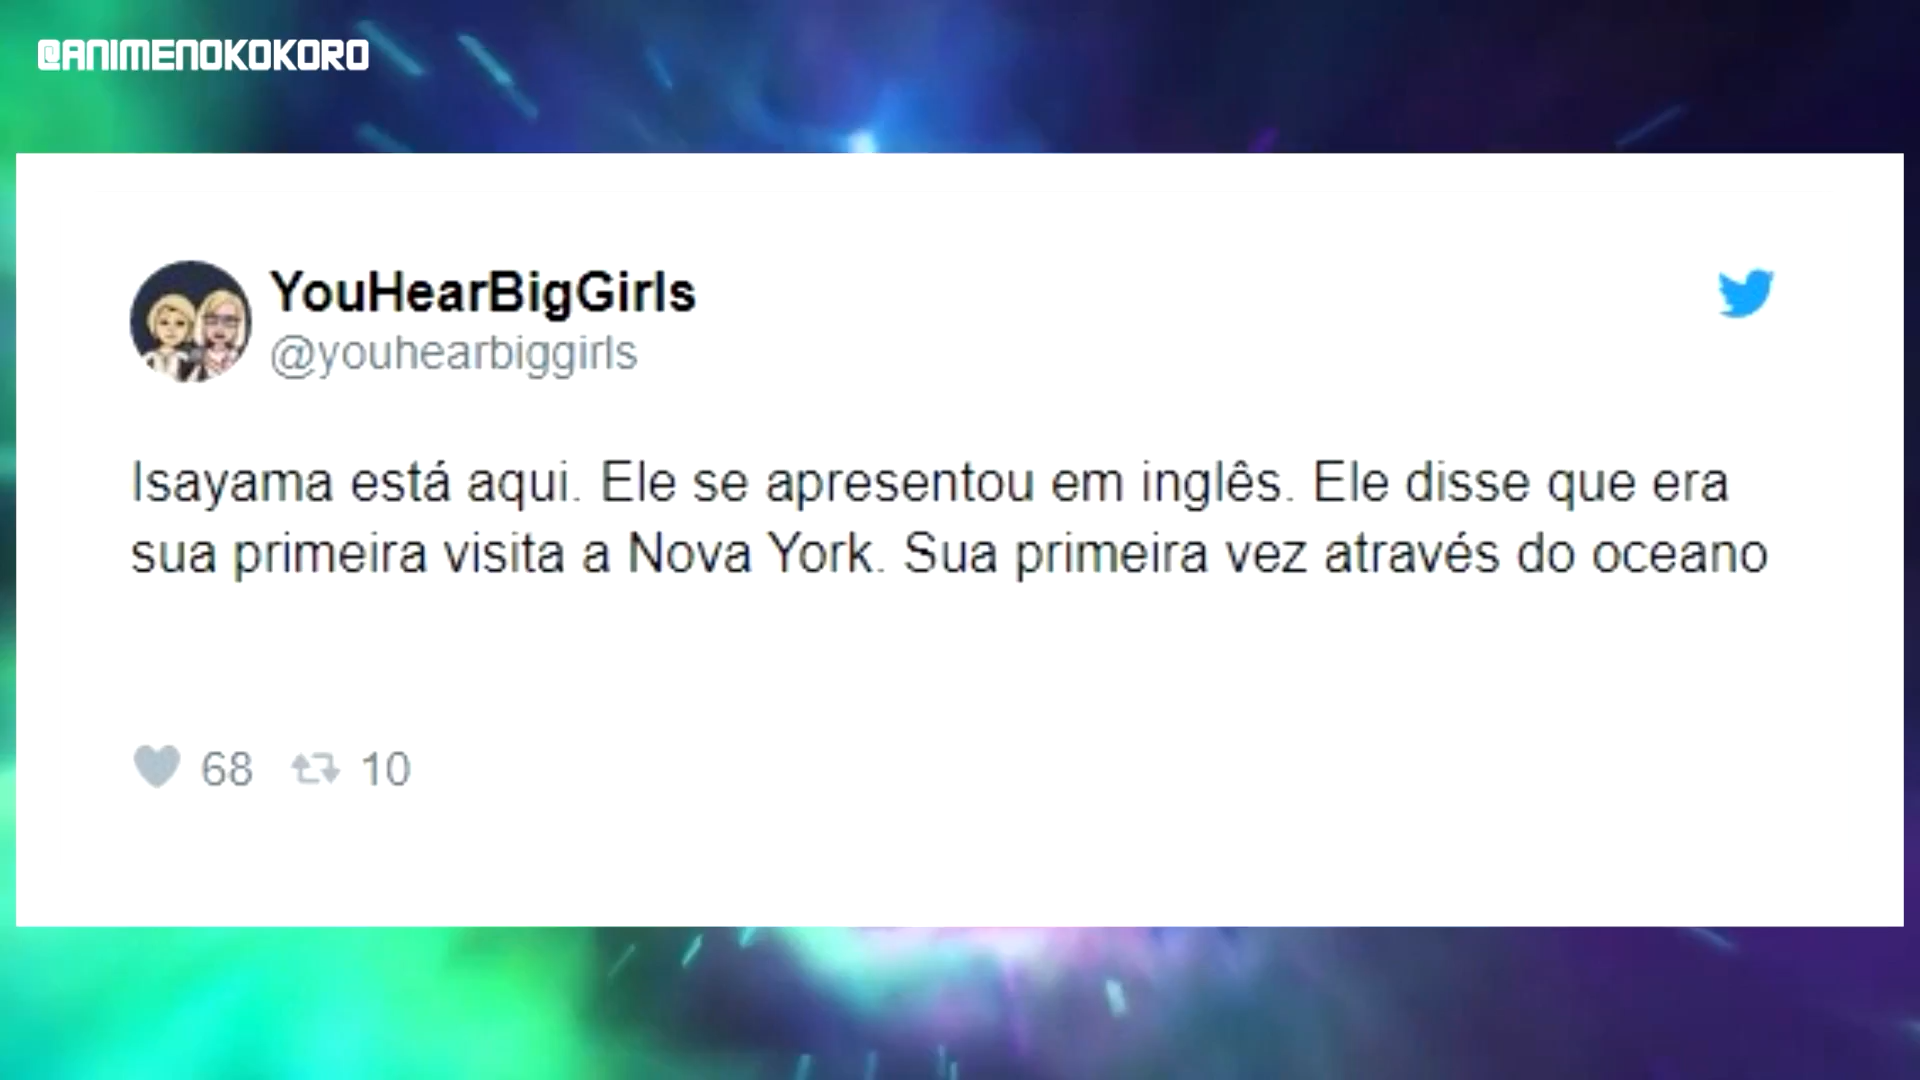 @ANIMENOKOKORO
YouHearBigGirls
@youhearbiggirls
Isayama está aqui. Ele se apresentou em inglês. Ele disse que era
sua primeira visita a Nova York. Sua primeira vez através do oceano
68 10